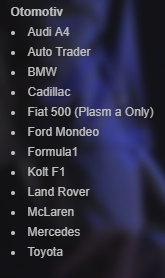 Otomotiv
Audi A4
Auto Trader
BMW
Cadillac
Fiat 500 (Plasm a Only)
Ford Mondeo
Formula1
Kolt F1
Land Rover
McLaren
Mercedes
Toyota